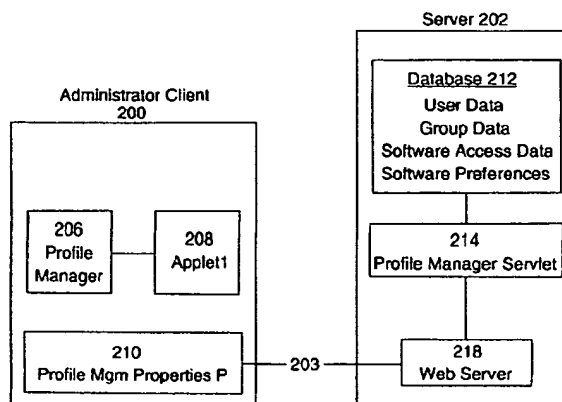 Administrator Client
200
206
Profile
Manager
208
Applet1
210
Profile Mgm Properties P
203
Server 202
Database 212
User Data
Group Data
Software Access Data
Software Preferences
214
Profile Manager Servlet
218
Web Server